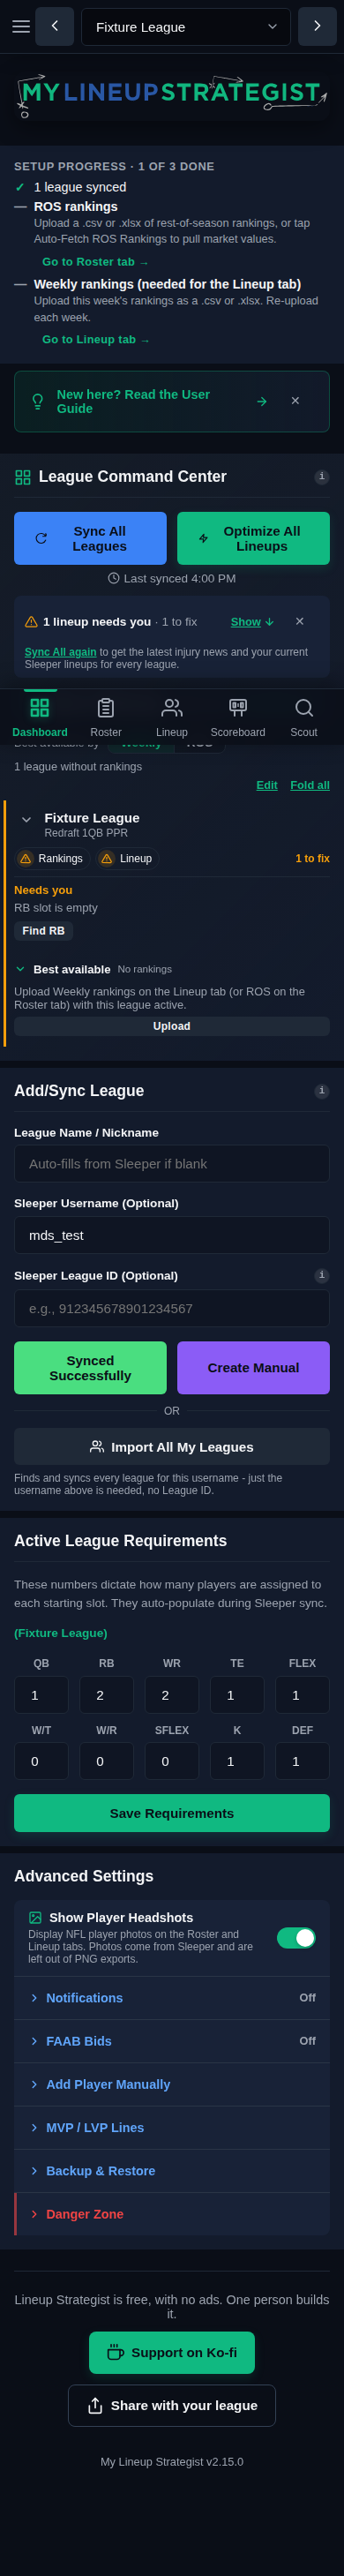 Fixture League
MYLINEUPSTRATEGIST
SETUP PROGRESS · 1 OF 3 DONE
✓ 1 league synced
— ROS rankings
Upload a .csv or .xlsx of rest-of-season rankings, or tap
Auto-Fetch ROS Rankings to pull market values.
Go to Roster tab →
— Weekly rankings (needed for the Lineup tab)
Upload this week's rankings as a .csv or .xlsx. Re-upload
each week.
Go to Lineup tab →
New here? Read the User
Guide
→ ✕
League Command Center
i
Sync All
Leagues
Optimize All
Lineups
Last synced 4:00 PM
1 lineup needs you · 1 to fix
Show ↓ ✕
Sync All again to get the latest injury news and your current
Sleeper lineups for every league.
Dashboard
Roster
Lineup
Scoreboard
Scout
1 league without rankings
Edit Fold all
Fixture League
Redraft 1QB PPR
Rankings
Lineup
1 to fix
Needs you
RB slot is empty
Find RB
Best available No rankings
Upload Weekly rankings on the Lineup tab (or ROS on the
Roster tab) with this league active.
Upload
Add/Sync League
i
League Name / Nickname
Auto-fills from Sleeper if blank
Sleeper Username (Optional)
mds_test
Sleeper League ID (Optional)
i
e.g., 912345678901234567
Synced
Successfully
Create Manual
OR
Import All My Leagues
Finds and syncs every league for this username - just the
username above is needed, no League ID.
Active League Requirements
These numbers dictate how many players are assigned to
each starting slot. They auto-populate during Sleeper sync.
(Fixture League)
QB RB WR TE FLEX
1 2 2 1 1
W/T W/R SFLEX K DEF
0 0 0 1 1
Save Requirements
Advanced Settings
Show Player Headshots
Display NFL player photos on the Roster and
Lineup tabs. Photos come from Sleeper and are
left out of PNG exports.
Notifications Off
FAAB Bids Off
Add Player Manually
MVP / LVP Lines
Backup & Restore
Danger Zone
Lineup Strategist is free, with no ads. One person builds
it.
Support on Ko-fi
Share with your league
My Lineup Strategist v2.15.0